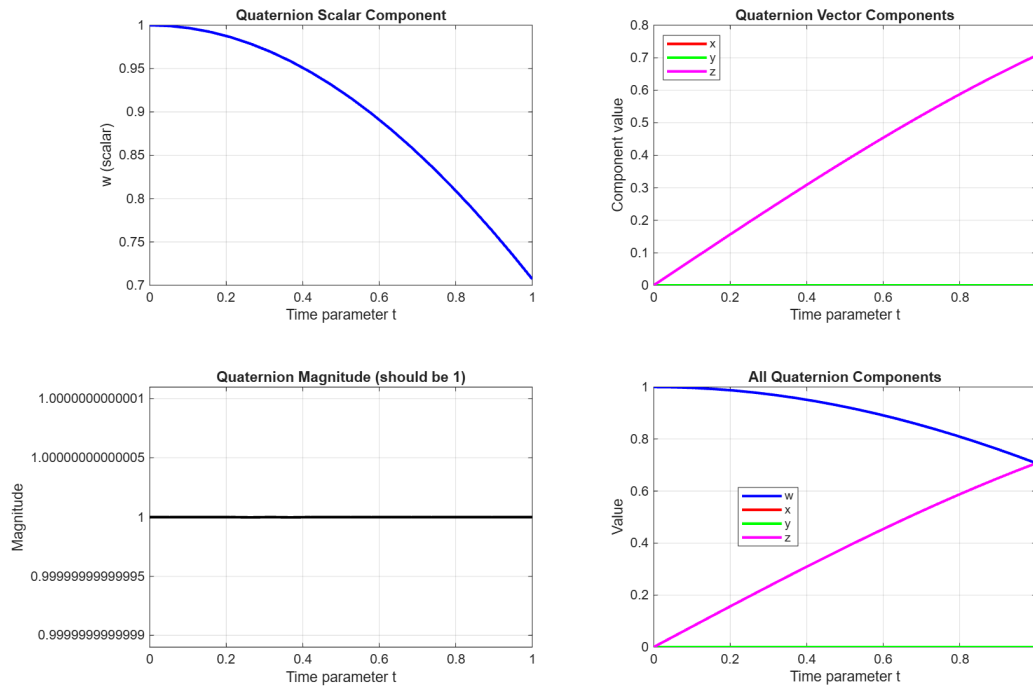 Quaternion Scalar Component
1
0.95
0.9
0.85
0.8
0.75
0.7
w (scalar)
0 0.2 0.4 0.6 0.8 1
Time parameter t
Quaternion Vector Components
0.8
0.7
0.6
0.5
0.4
0.3
0.2
0.1
0
Component value
x
y
z
0 0.2 0.4 0.6 0.8
Time parameter t
Quaternion Magnitude (should be 1)
1.0000000000001
1.00000000000005
1
0.99999999999995
0.9999999999999
Magnitude
0 0.2 0.4 0.6 0.8 1
Time parameter t
All Quaternion Components
1
0.8
0.6
0.4
0.2
0
Value
w
x
y
z
0 0.2 0.4 0.6 0.8
Time parameter t